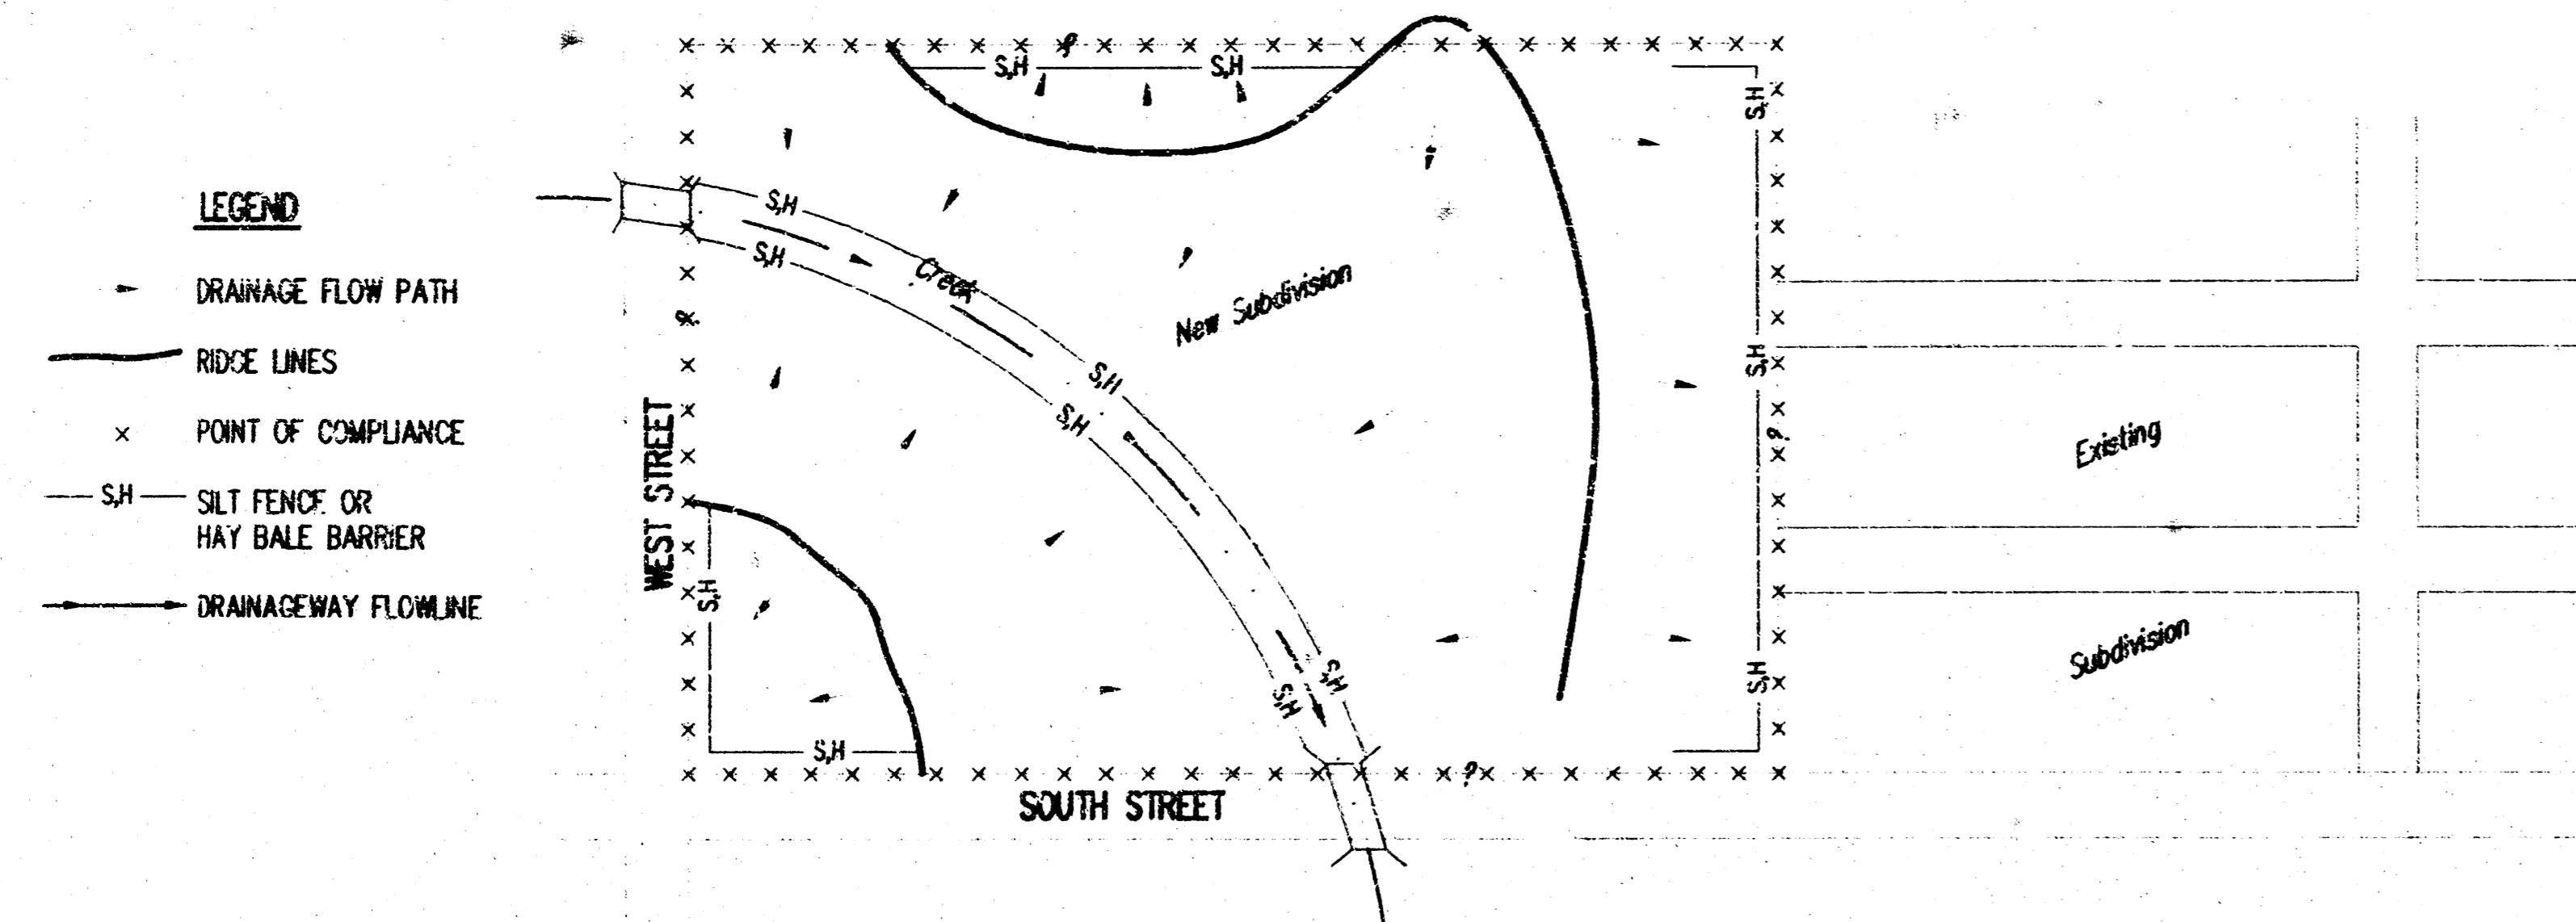 LEGEND
DRAINAGE FLOW PATH
RIDGE LINES
× POINT OF COMPLIANCE
S,H SILT FENCE OR
HAY BALE BARRIER
DRAINAGEWAY FLOWLINE
S,H S,H
S,H
S,H
S,H
Creek
New Subdivision
S,H
S,H
S,H
WEST STREET
S,H
S,H
S,H
S,H
S,H
S,H
SOUTH STREET
Existing
Subdivision